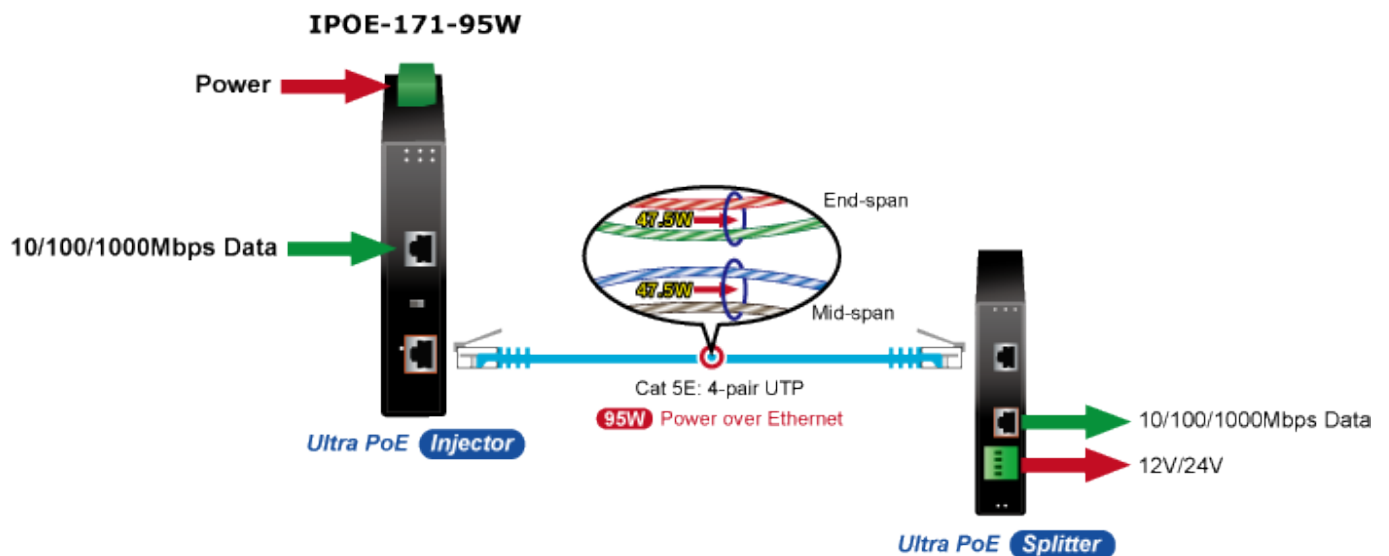 IPOE-171-95W
Power
10/100/1000Mbps Data
End-span
47.5W
47.5W
Mid-span
Cat 5E: 4-pair UTP
95W Power over Ethernet
Ultra PoE Injector
10/100/1000Mbps Data
12V/24V
Ultra PoE Splitter